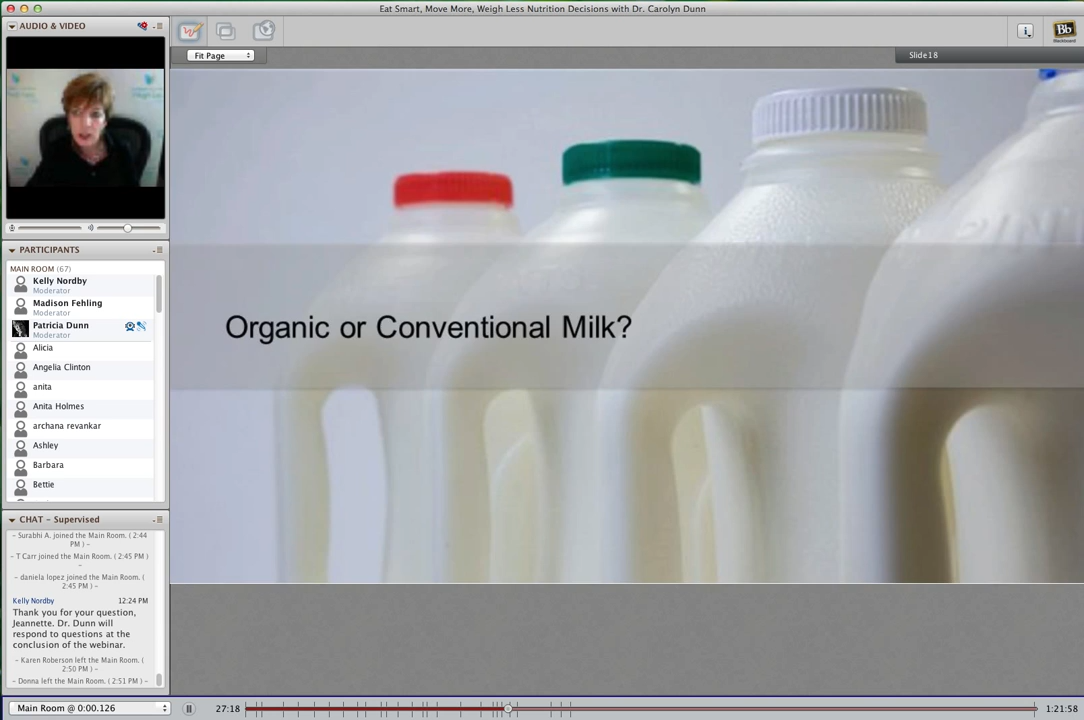 Eat Smart, Move More, Weigh Less Nutrition Decisions with Dr. Carolyn Dunn
AUDIO & VIDEO
Fit Page
Slide18
Bb
Blackboard
Organic or Conventional Milk?
PARTICIPANTS
MAIN ROOM (67)
Kelly Nordby
Moderator
Madison Fehling
Moderator
Patricia Dunn
Moderator
Alicia
Angelia Clinton
anita
Anita Holmes
archana revankar
Ashley
Barbara
Bettie
CHAT - Supervised
- Surabhi A. joined the Main Room. ( 2:44
PM ) -
- T Carr joined the Main Room. ( 2:45 PM )
-
- daniela lopez joined the Main Room. (
2:45 PM ) -
Kelly Nordby 12:24 PM
Thank you for your question,
Jeannette. Dr. Dunn will
respond to questions at the
conclusion of the webinar.
- Karen Roberson left the Main Room. (
2:50 PM ) -
- Donna left the Main Room. ( 2:51 PM ) -
Main Room @ 0:00.126
27:18
1:21:58